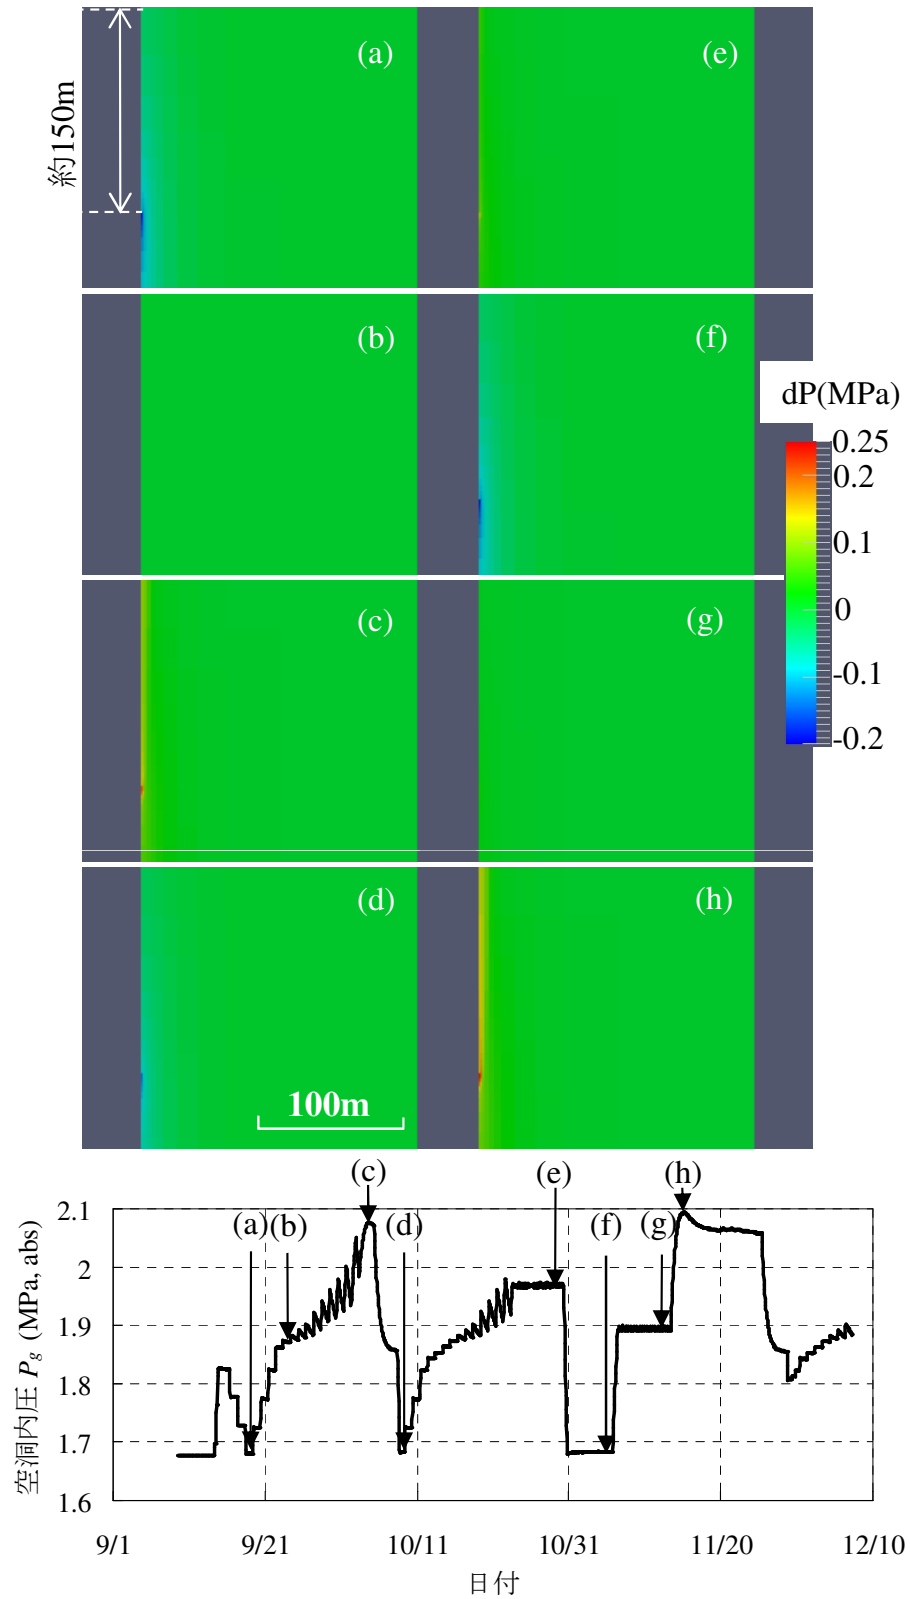 (a)
(e)
約150m
(b)
(f)
dP(MPa)
0.25
0.2
0.1
0
-0.1
-0.2
(c)
(g)
(d)
(h)
100m
(c)
(e)
(h)
(a)
(b)
(d)
(f)
(g)
空洞内圧 Pg (MPa, abs)
2.1
2
1.9
1.8
1.7
1.6
9/1
9/21
10/11
10/31
11/20
12/10
日付